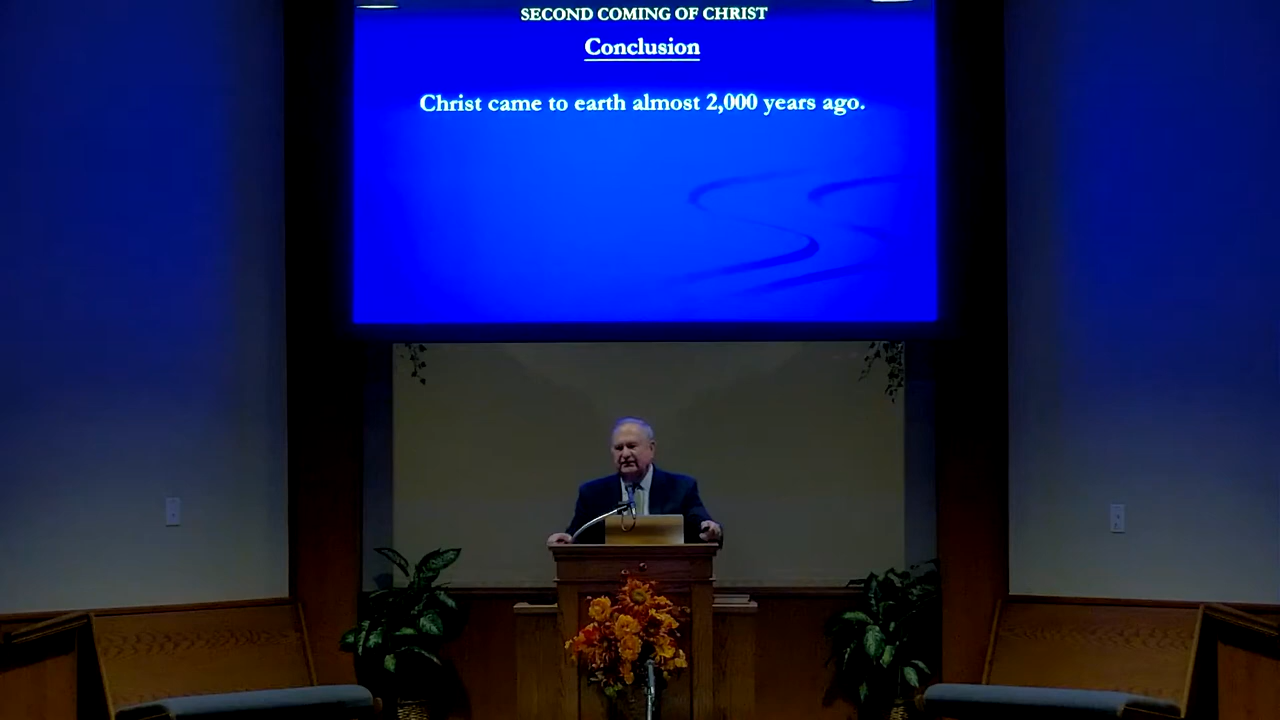 SECOND COMING OF CHRIST
Conclusion
Christ came to earth almost 2,000 years ago.